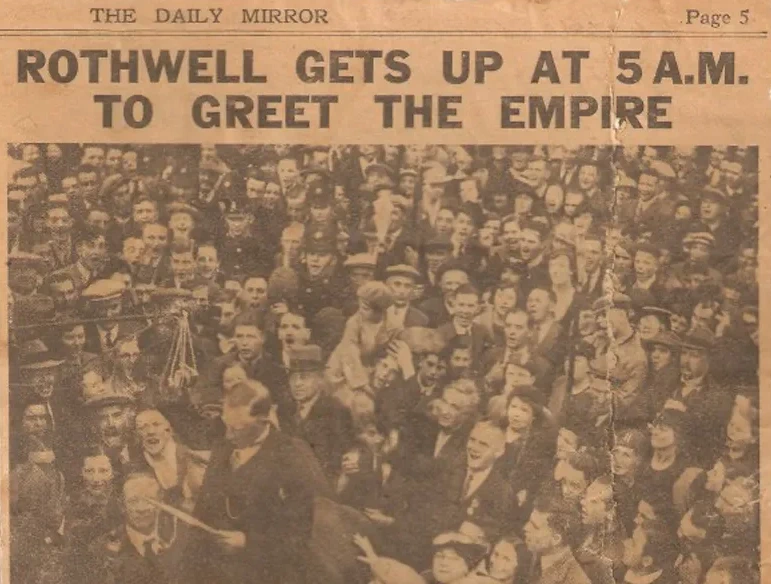 THE DAILY MIRROR
Page 5
ROTHWELL GETS UP AT 5 A.M.
TO GREET THE EMPIRE